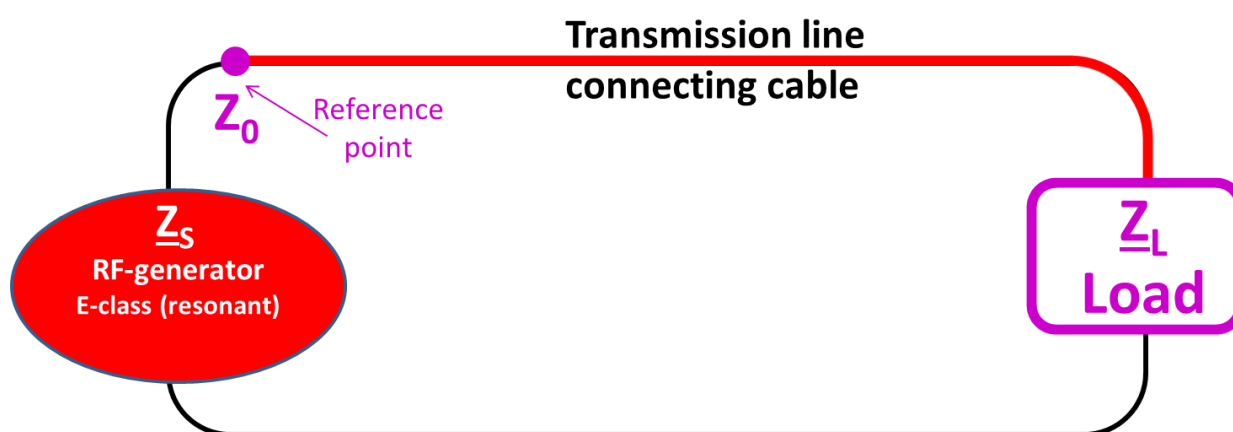 Transmission line
connecting cable
Z0
Reference
point
ZS
RF-generator
E-class (resonant)
ZL
Load